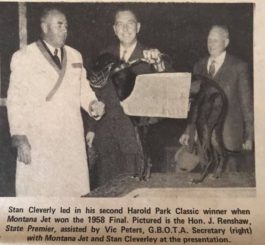 Stan Cleverly led in his second Harold Park Classic winner when
Montana Jet won the 1958 Final. Pictured is the Hon. J. Renshaw,
State Premier, assisted by Vic Peters, G.B.O.T.A. Secretary (right)
with Montana Jet and Stan Cleverley at the presentation.